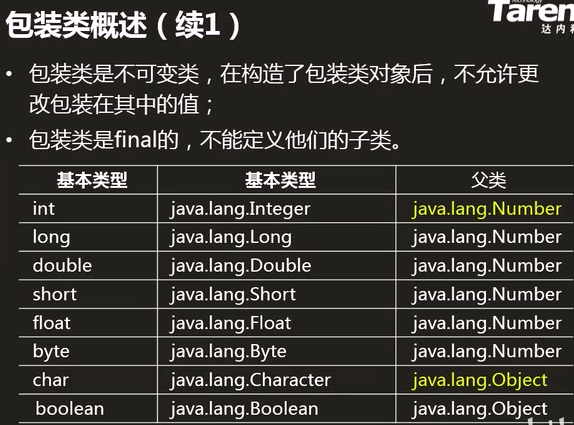 包装类概述（续1）
Technology
Taren
达内
• 包装类是不可变类，在构造了包装类对象后，不允许更
改包装在其中的值；
• 包装类是final的，不能定义他们的子类。
基本类型 基本类型 父类
int java.lang.Integer java.lang.Number
long java.lang.Long java.lang.Number
double java.lang.Double java.lang.Number
short java.lang.Short java.lang.Number
float java.lang.Float java.lang.Number
byte java.lang.Byte java.lang.Number
char java.lang.Character java.lang.Object
boolean java.lang.Boolean java.lang.Object